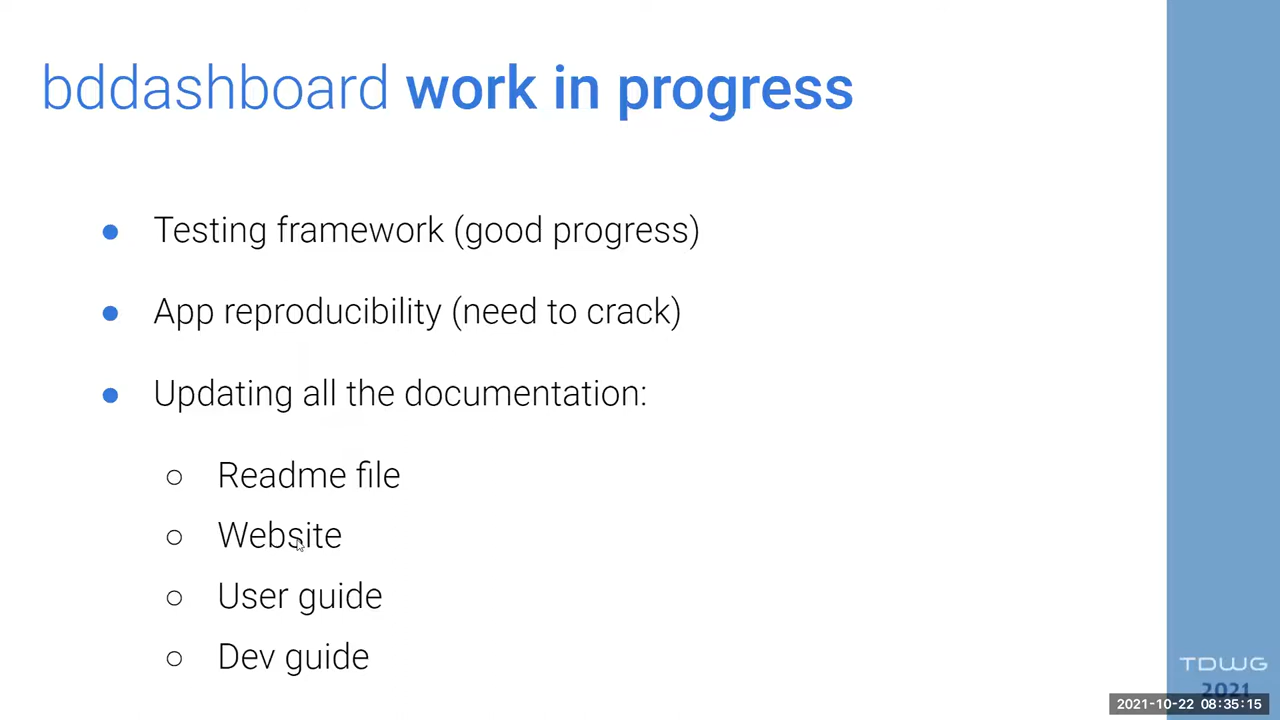 bddashboard work in progress
● Testing framework (good progress)
● App reproducibility (need to crack)
● Updating all the documentation:
○ Readme file
○ Website
○ User guide
○ Dev guide
TDWG
2021
2021-10-22 08:35:15